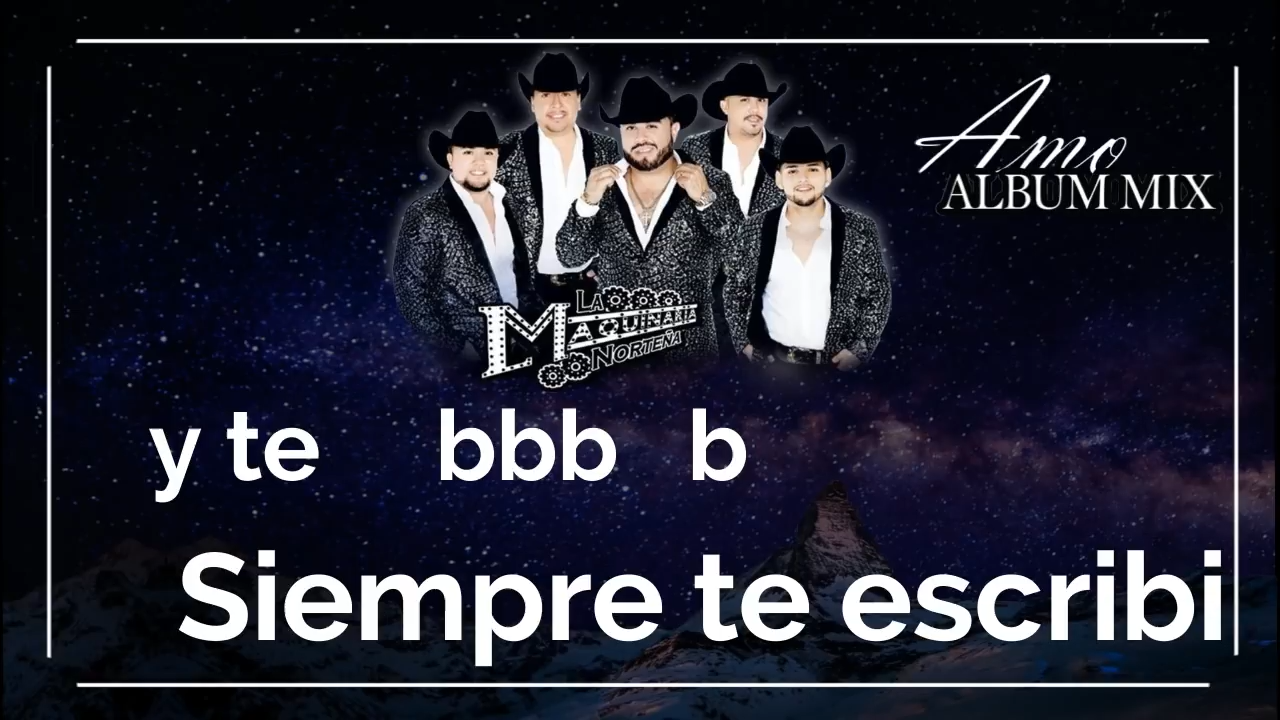 Amo
ALBUM MIX
LA
MAQUINARIA
NORTEÑA
y te bbb b
Siempre te escribi